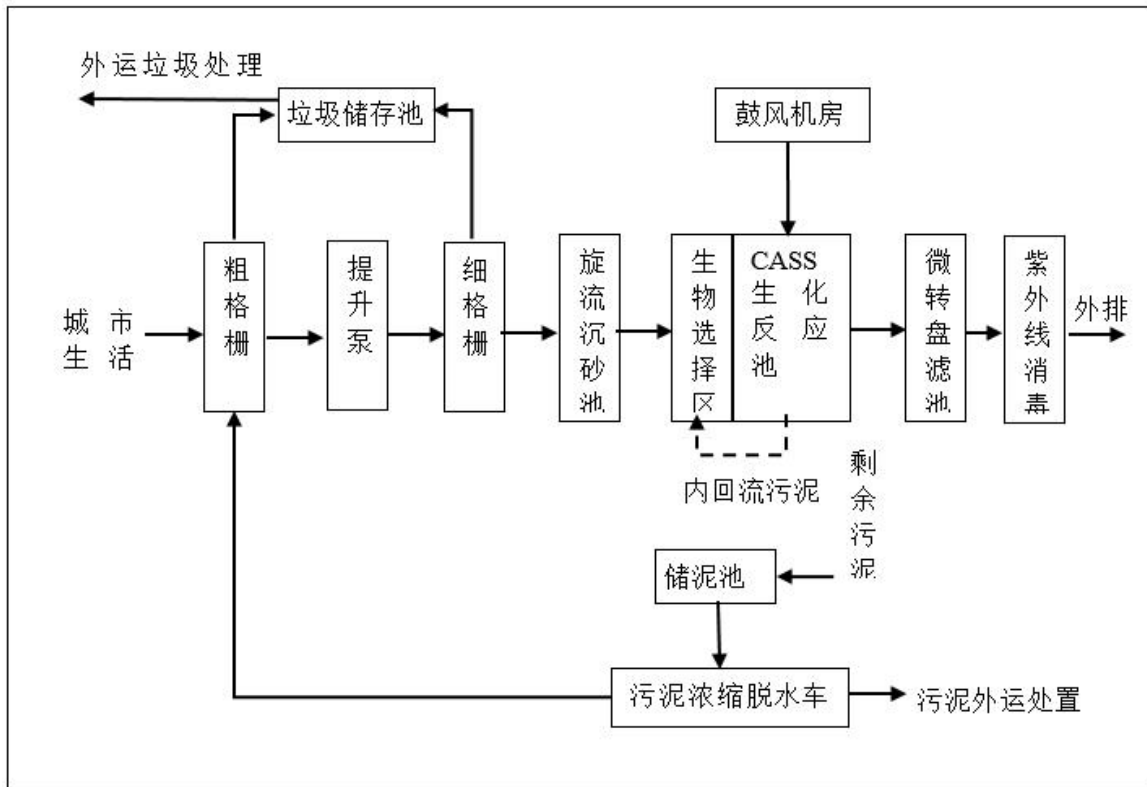 外运垃圾处理
垃圾储存池
鼓风机房
城市
生活
粗格栅
提升泵
细格栅
旋流沉砂池
生物选择区
CASS
生化
反应
池
微转盘滤池
紫外线消毒
外排
内回流污泥
剩余污泥
储泥池
污泥浓缩脱水车
污泥外运处置